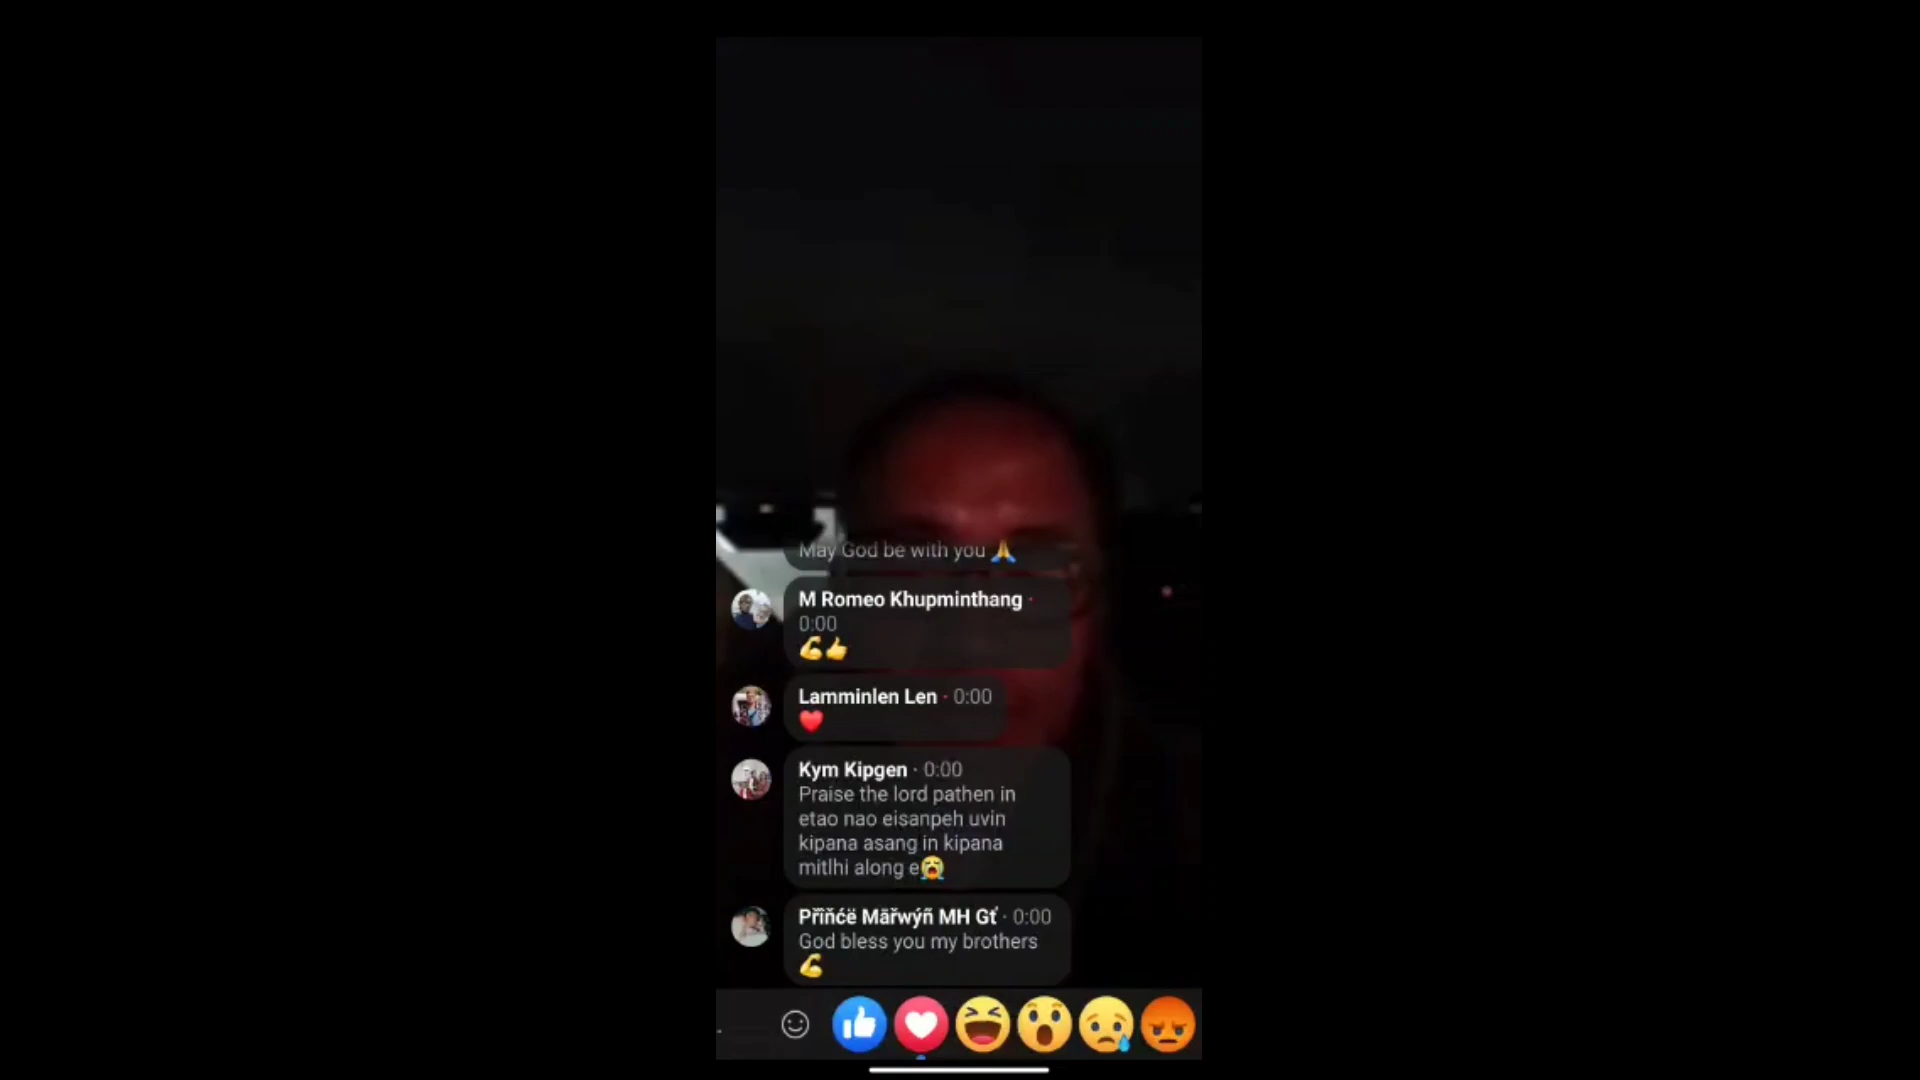 May God be with you 🙏
M Romeo Khupminthang ·
0:00
💪👍
Lamminlen Len · 0:00
❤️
Kym Kipgen · 0:00
Praise the lord pathen in
etao nao eisanpeh uvin
kipana asang in kipana
mitlhi along e😭
Přïňćë Māřwýñ MH Gť · 0:00
God bless you my brothers
💪